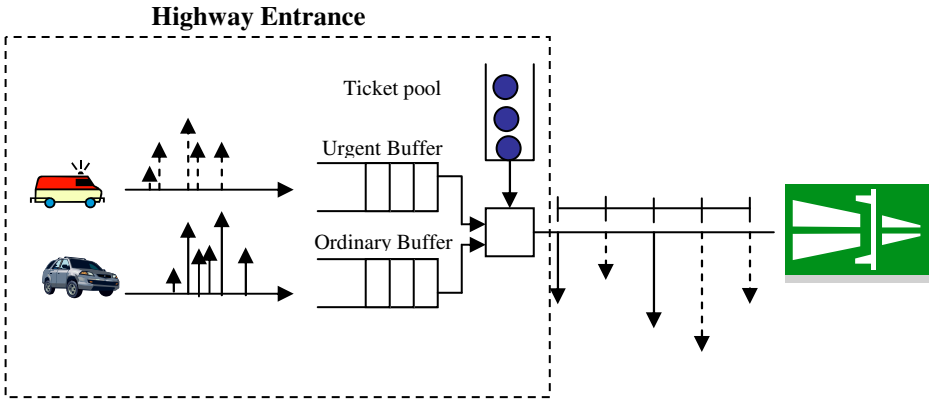 Highway Entrance
Ticket pool
Urgent Buffer
Ordinary Buffer